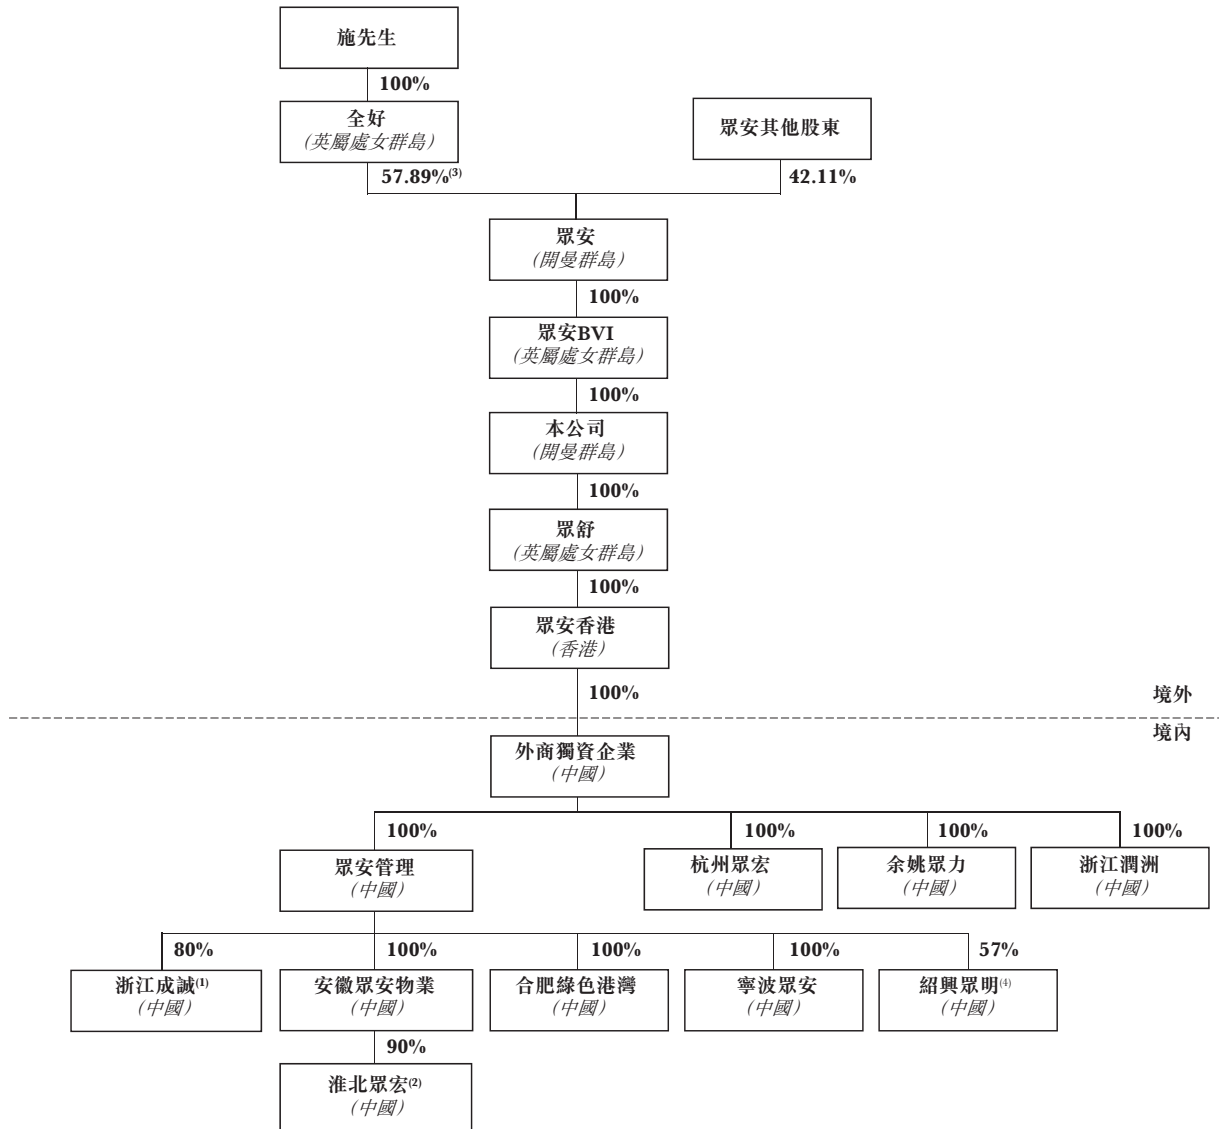 施先生
100%
全好
(英屬處女群島)
眾安其他股東
57.89%(3)
42.11%
眾安
(開曼群島)
100%
眾安BVI
(英屬處女群島)
100%
本公司
(開曼群島)
100%
眾舒
(英屬處女群島)
100%
眾安香港
(香港)
100%
境外
境內
外商獨資企業
(中國)
100%
100%
100%
100%
眾安管理
(中國)
杭州眾宏
(中國)
余姚眾力
(中國)
浙江潤洲
(中國)
80%
100%
100%
100%
57%
浙江成誠(1)
(中國)
安徽眾安物業
(中國)
合肥綠色港灣
(中國)
寧波眾安
(中國)
紹興眾明(4)
(中國)
90%
淮北眾宏(2)
(中國)